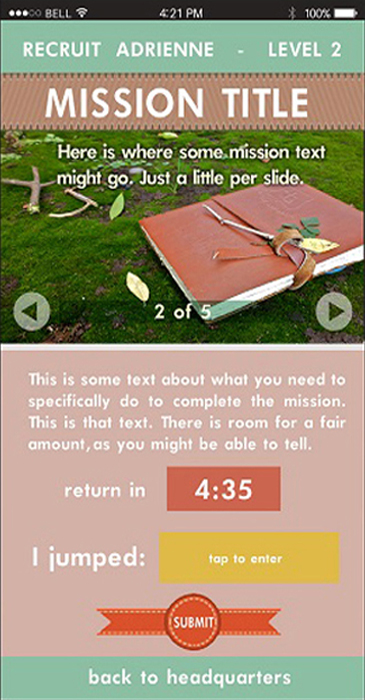 BELL 4:21 PM 100%
RECRUIT ADRIENNE - LEVEL 2
MISSION TITLE
Here is where some mission text
might go. Just a little per slide.
2 of 5
This is some text about what you need to
specifically do to complete the mission.
This is that text. There is room for a fair
amount, as you might be able to tell.
return in 4:35
I jumped: tap to enter
SUBMIT
back to headquarters